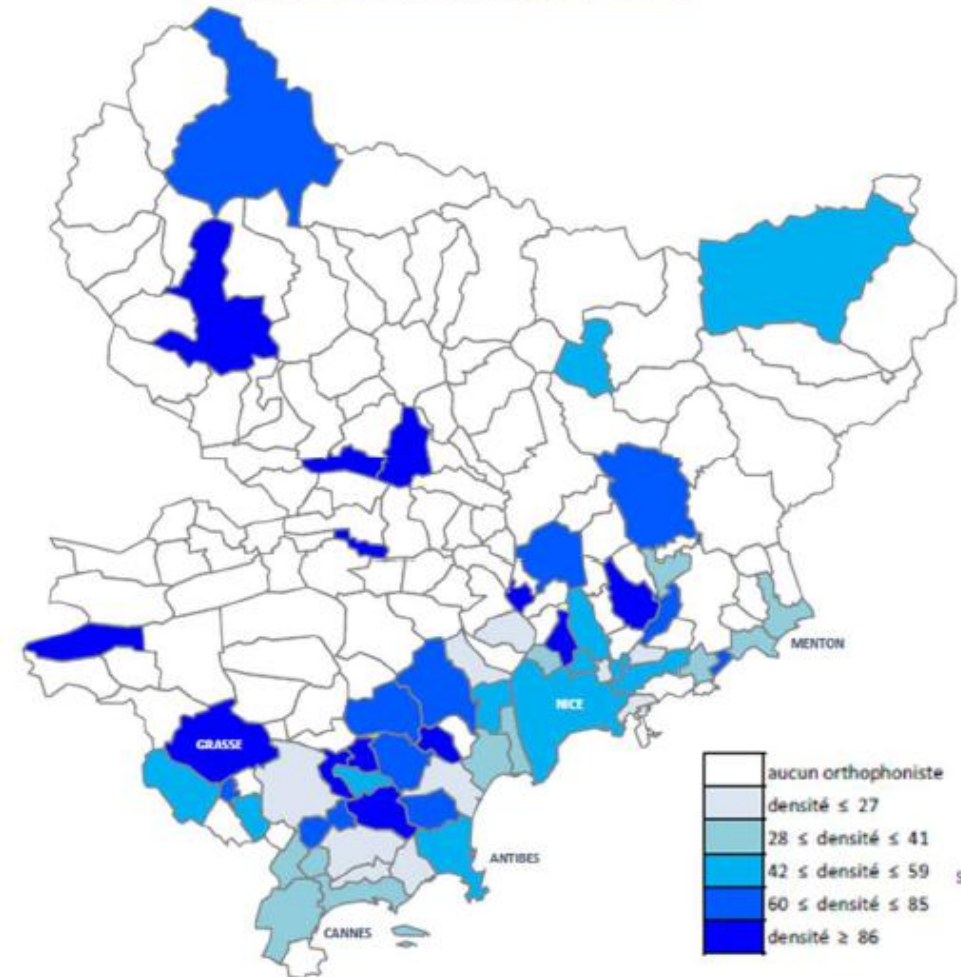 MENTON
NICE
GRASSE
ANTIBES
CANNES
aucun orthophoniste
densité ≤ 27
28 ≤ densité ≤ 41
42 ≤ densité ≤ 59
60 ≤ densité ≤ 85
densité ≥ 86
s